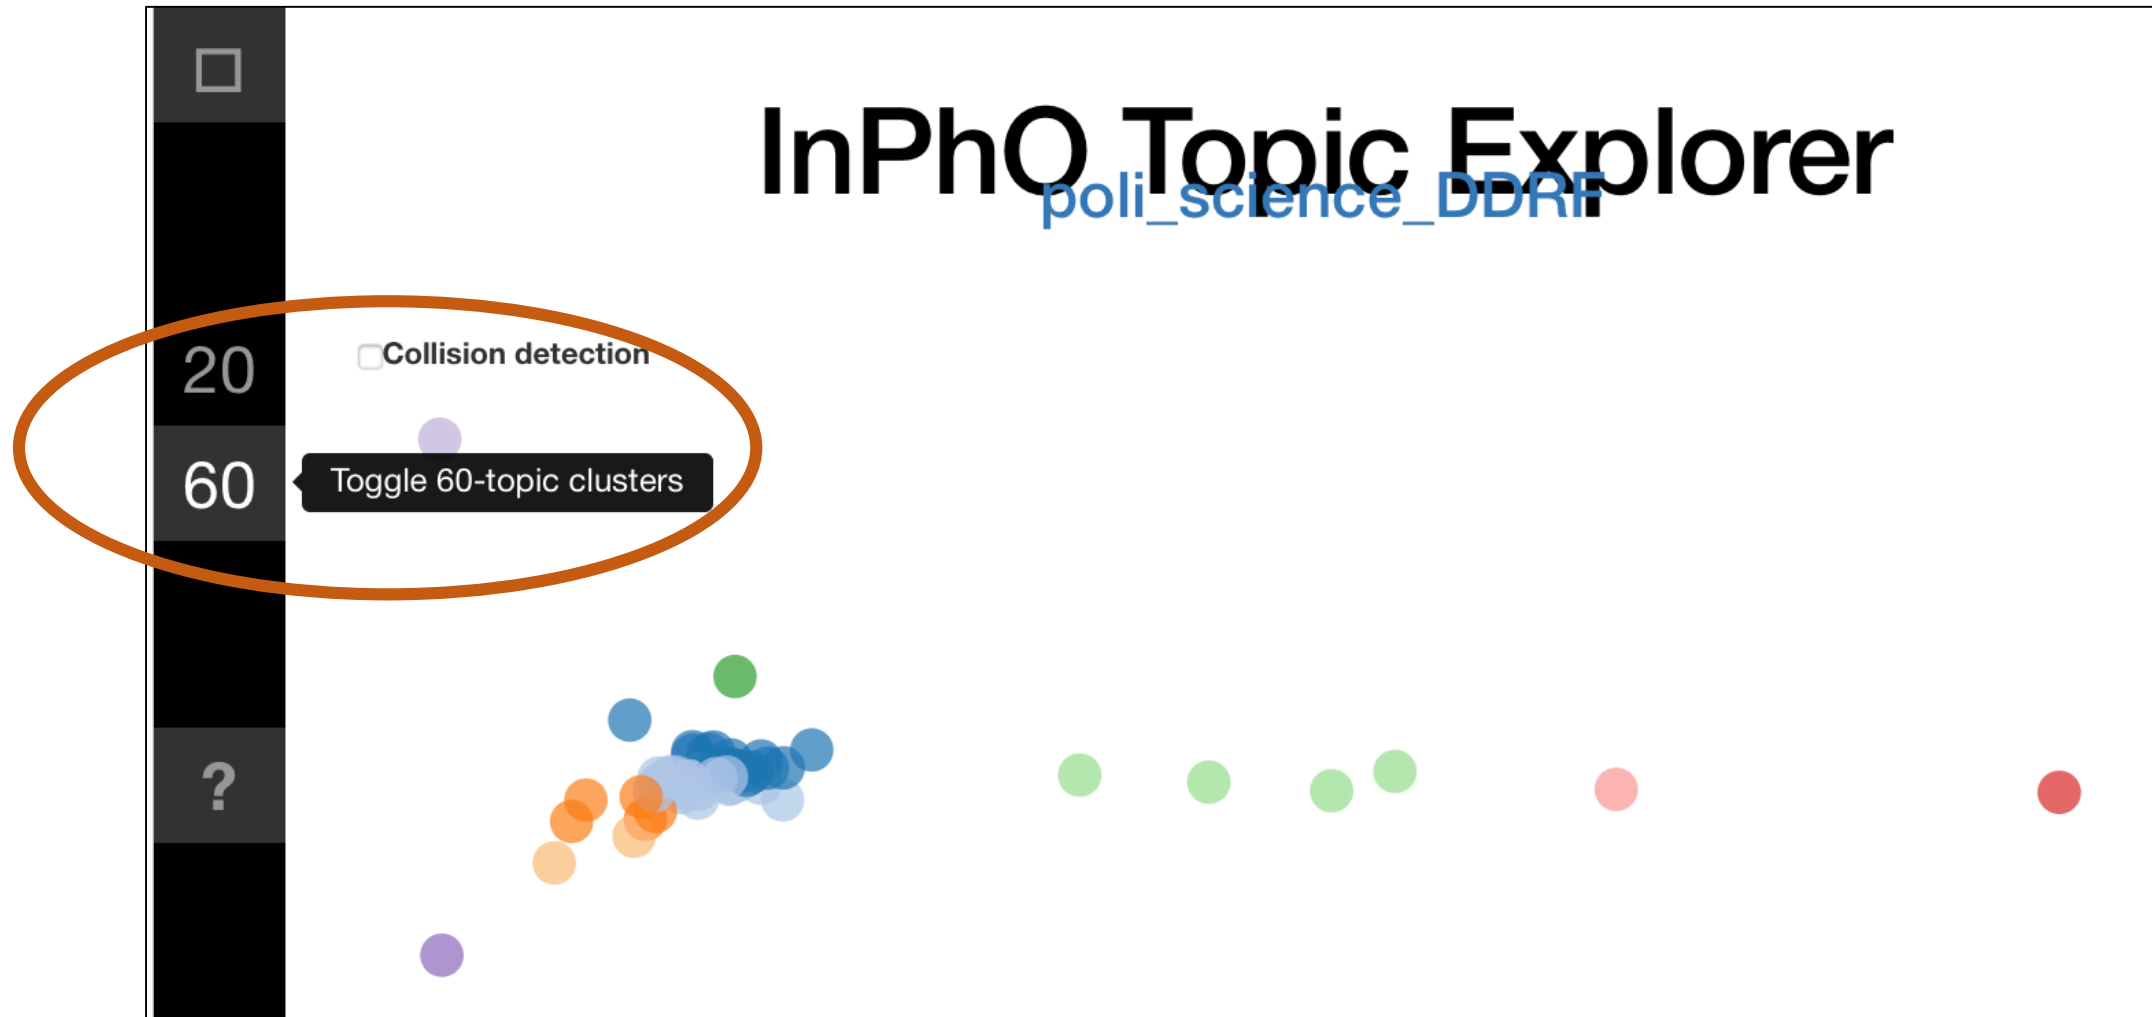 InPhO Topic Explorer
poli_science_DDRF
20
Collision detection
60
Toggle 60-topic clusters
?